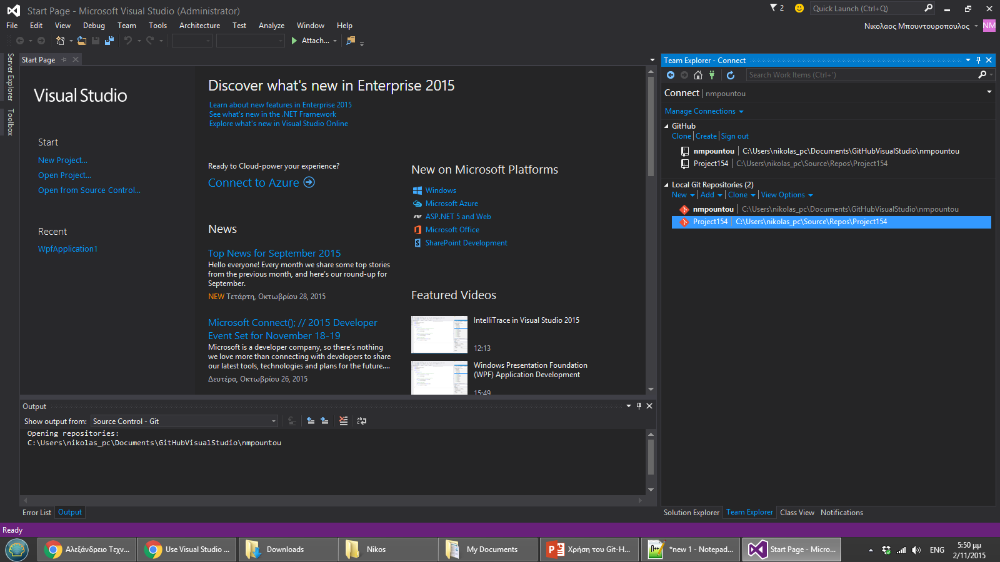 Start Page - Microsoft Visual Studio (Administrator)
2
Quick Launch (Ctrl+Q)
File Edit View Debug Team Tools Architecture Test Analyze Window Help
Νικολαος Μπουντουροπουλος NM
Attach...
Server Explorer
Toolbox
Start Page
Visual Studio
Start
New Project...
Open Project...
Open from Source Control...
Recent
WpfApplication1
Discover what's new in Enterprise 2015
Learn about new features in Enterprise 2015
See what's new in the .NET Framework
Explore what's new in Visual Studio Online
Ready to Cloud-power your experience?
Connect to Azure
News
Top News for September 2015
Hello everyone! Every month we share some top stories
from the previous month, and here's our round-up for
September.
NEW Τετάρτη, Οκτωβρίου 28, 2015
Microsoft Connect(); // 2015 Developer
Event Set for November 18-19
Microsoft is a developer company, so there's nothing
we love more than connecting with developers to share
our latest tools, technologies and plans for the future....
Δευτέρα, Οκτωβρίου 26, 2015
New on Microsoft Platforms
Windows
Microsoft Azure
ASP.NET 5 and Web
Microsoft Office
SharePoint Development
Featured Videos
IntelliTrace in Visual Studio 2015
12:13
Windows Presentation Foundation
(WPF) Application Development
15:49
Team Explorer - Connect
Search Work Items (Ctrl+')
Connect | nmpountou
Manage Connections
GitHub
Clone | Create | Sign out
nmpountou | C:\Users\nikolas_pc\Documents\GitHubVisualStudio\nmpountou
Project154 | C:\Users\nikolas_pc\Source\Repos\Project154
Local Git Repositories (2)
New | Add | Clone | View Options
nmpountou | C:\Users\nikolas_pc\Documents\GitHubVisualStudio\nmpountou
Project154 | C:\Users\nikolas_pc\Source\Repos\Project154
Output
Show output from: Source Control - Git
Opening repositories:
C:\Users\nikolas_pc\Documents\GitHubVisualStudio\nmpountou
Error List Output
Solution Explorer Team Explorer Class View Notifications
Ready
Αλεξάνδρειο Τεχν...
Use Visual Studio ...
Downloads
Nikos
My Documents
Χρήση του Git-H...
*new 1 - Notepad...
Start Page - Micro...
ENG
5:50 μμ
2/11/2015